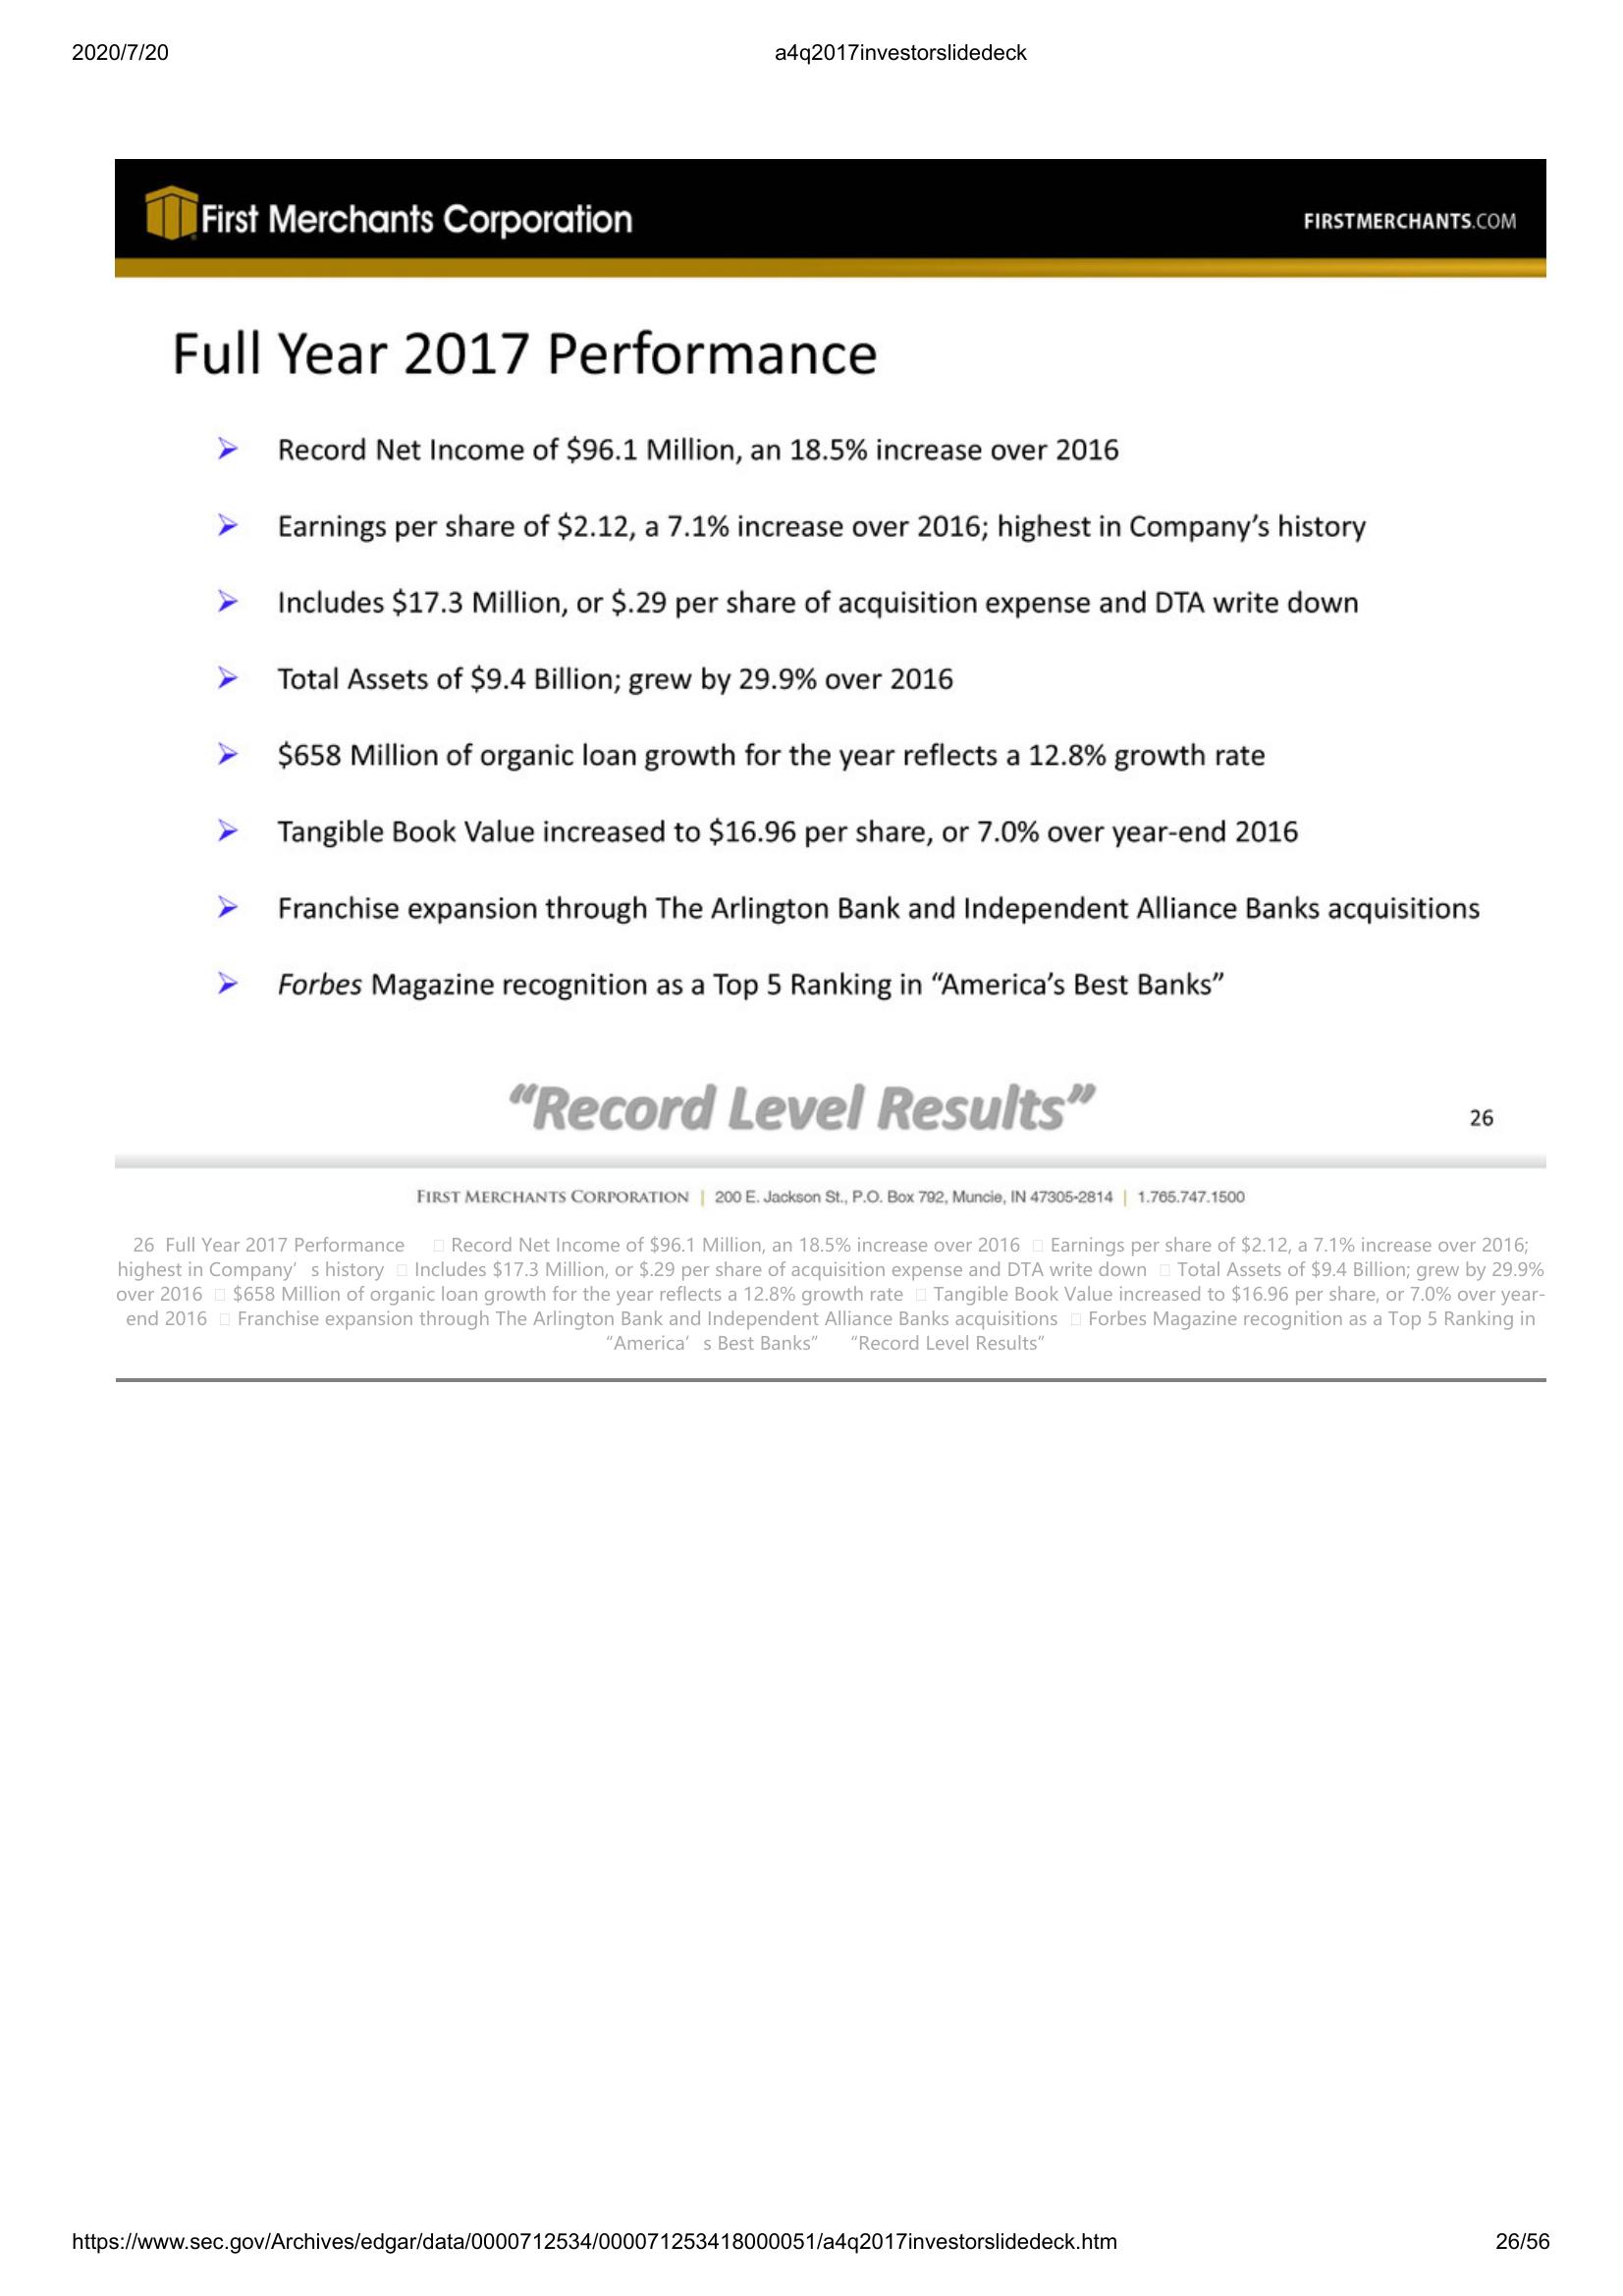 2020/7/20 a4q2017investorslidedeck
First Merchants Corporation FIRSTMERCHANTS.COM
Full Year 2017 Performance
➢ Record Net Income of $96.1 Million, an 18.5% increase over 2016
➢ Earnings per share of $2.12, a 7.1% increase over 2016; highest in Company’s history
➢ Includes $17.3 Million, or $.29 per share of acquisition expense and DTA write down
➢ Total Assets of $9.4 Billion; grew by 29.9% over 2016
➢ $658 Million of organic loan growth for the year reflects a 12.8% growth rate
➢ Tangible Book Value increased to $16.96 per share, or 7.0% over year-end 2016
➢ Franchise expansion through The Arlington Bank and Independent Alliance Banks acquisitions
➢ Forbes Magazine recognition as a Top 5 Ranking in “America’s Best Banks”
“Record Level Results” 26
FIRST MERCHANTS CORPORATION | 200 E. Jackson St., P.O. Box 792, Muncie, IN 47305-2814 | 1.765.747.1500
26 Full Year 2017 Performance □ Record Net Income of $96.1 Million, an 18.5% increase over 2016 □ Earnings per share of $2.12, a 7.1% increase over 2016;
highest in Company’ s history □ Includes $17.3 Million, or $.29 per share of acquisition expense and DTA write down □ Total Assets of $9.4 Billion; grew by 29.9%
over 2016 □ $658 Million of organic loan growth for the year reflects a 12.8% growth rate □ Tangible Book Value increased to $16.96 per share, or 7.0% over year-
end 2016 □ Franchise expansion through The Arlington Bank and Independent Alliance Banks acquisitions □ Forbes Magazine recognition as a Top 5 Ranking in
“America’ s Best Banks” “Record Level Results”
https://www.sec.gov/Archives/edgar/data/0000712534/000071253418000051/a4q2017investorslidedeck.htm 26/56